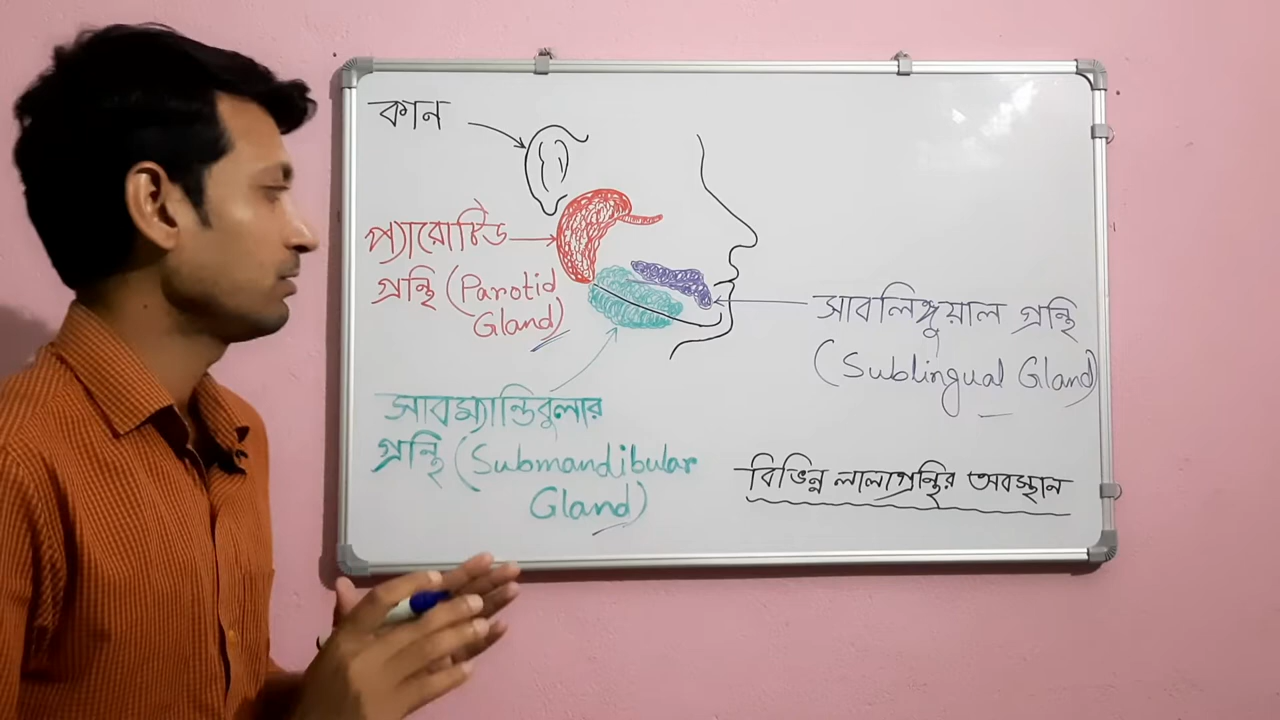 কান
প্যারোটিড
গ্রন্থি (Parotid
Gland)
সাবম্যান্ডিবুলার
গ্রন্থি (Submandibular
Gland)
সাবলিঙ্গুয়াল গ্রন্থি
(Sublingual Gland)
বিভিন্ন লালাগ্রন্থির অবস্থান